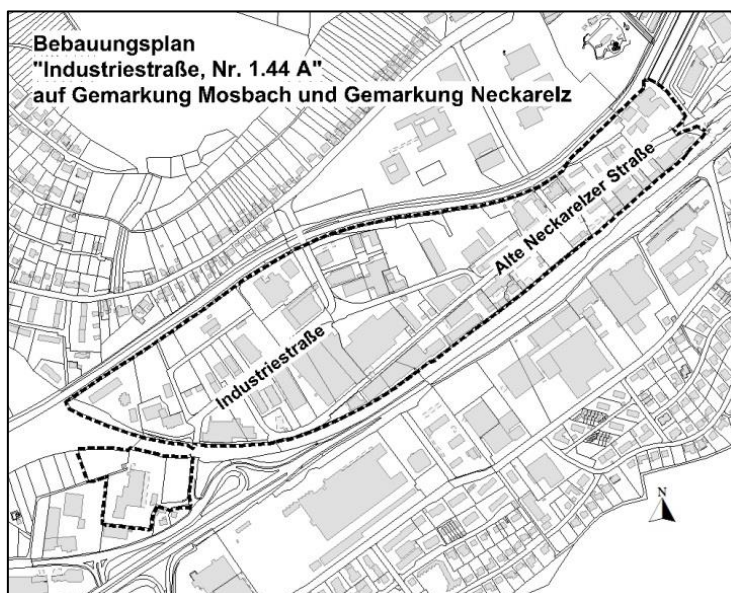 Bebauungsplan
"Industriestraße, Nr. 1.44 A"
auf Gemarkung Mosbach und Gemarkung Neckarelz
Alte Neckarelzer Straße
Industriestraße
N